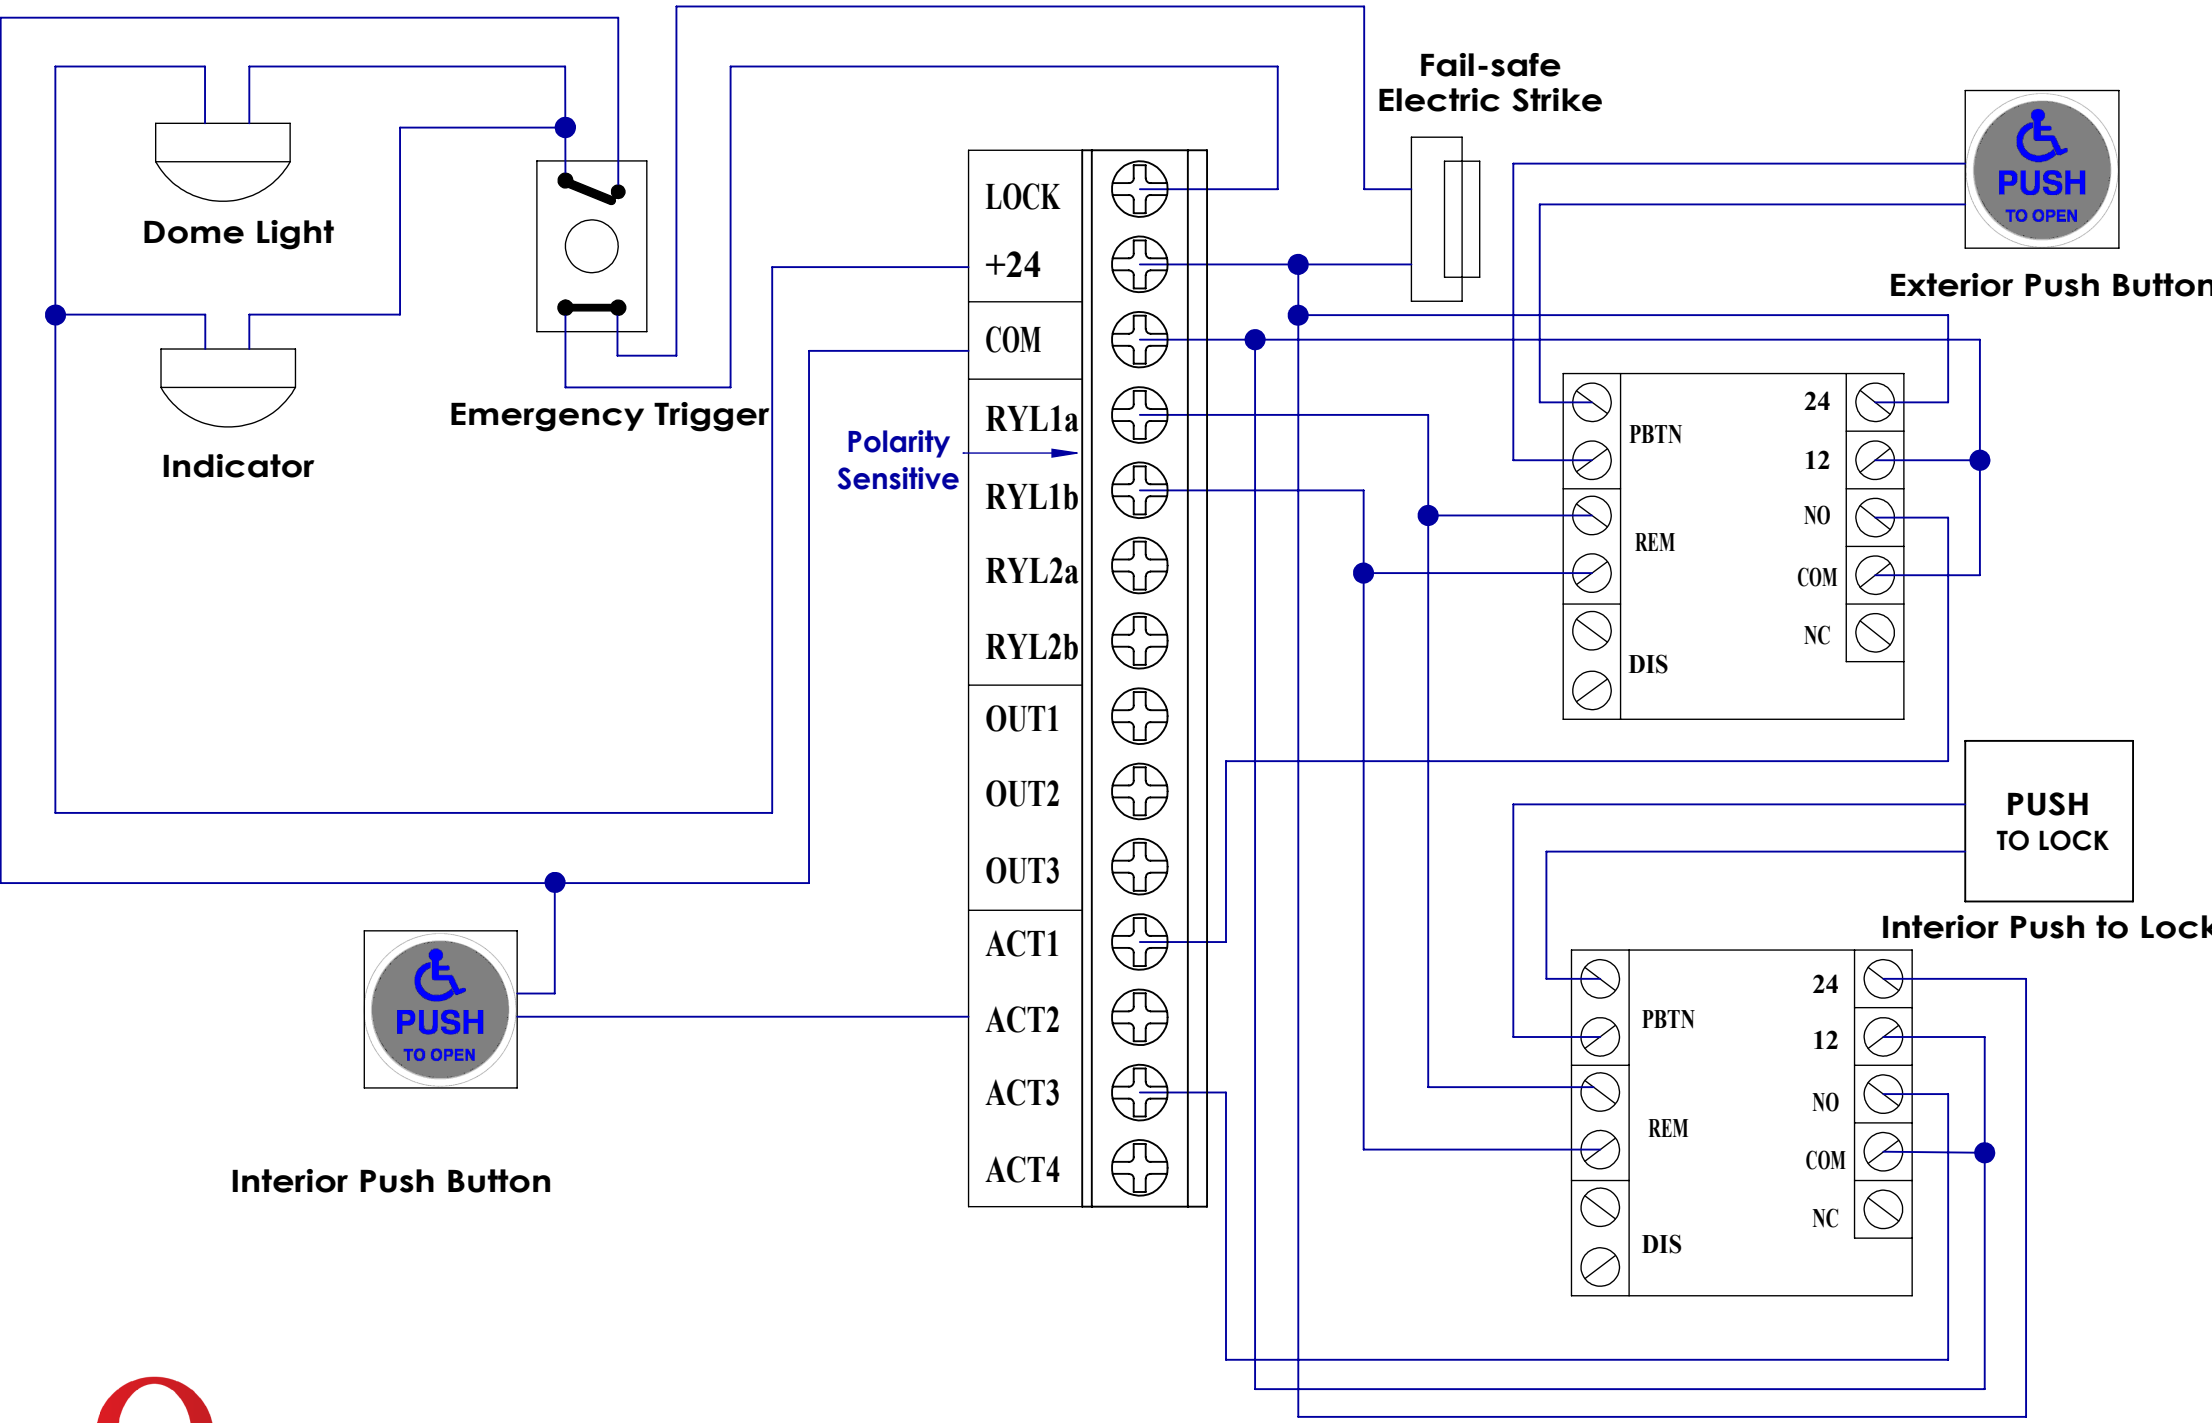 Fail-safe
Electric Strike
PUSH
TO OPEN
Exterior Push Button
Dome Light
Indicator
Emergency Trigger
Polarity
Sensitive
LOCK
+24
COM
RYL1a
RYL1b
RYL2a
RYL2b
OUT1
OUT2
OUT3
ACT1
ACT2
ACT3
ACT4
PBTN
REM
DIS
24
12
NO
COM
NC
PUSH
TO LOCK
Interior Push to Lock
PBTN
REM
DIS
24
12
NO
COM
NC
PUSH
TO OPEN
Interior Push Button